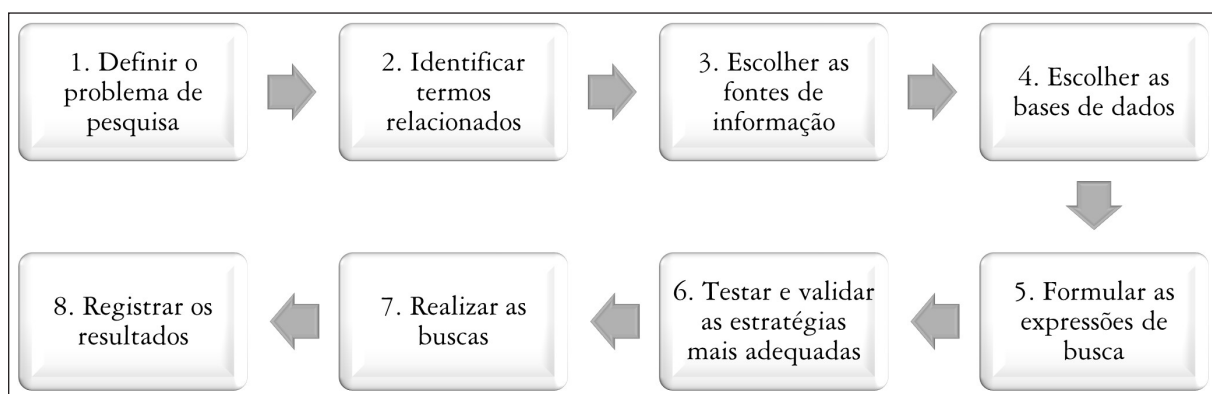 1. Definir o
problema de
pesquisa
2. Identificar
termos
relacionados
3. Escolher as
fontes de
informação
4. Escolher as
bases de dados
5. Formular as
expressões de
busca
6. Testar e validar
as estratégias
mais adequadas
7. Realizar as
buscas
8. Registrar os
resultados